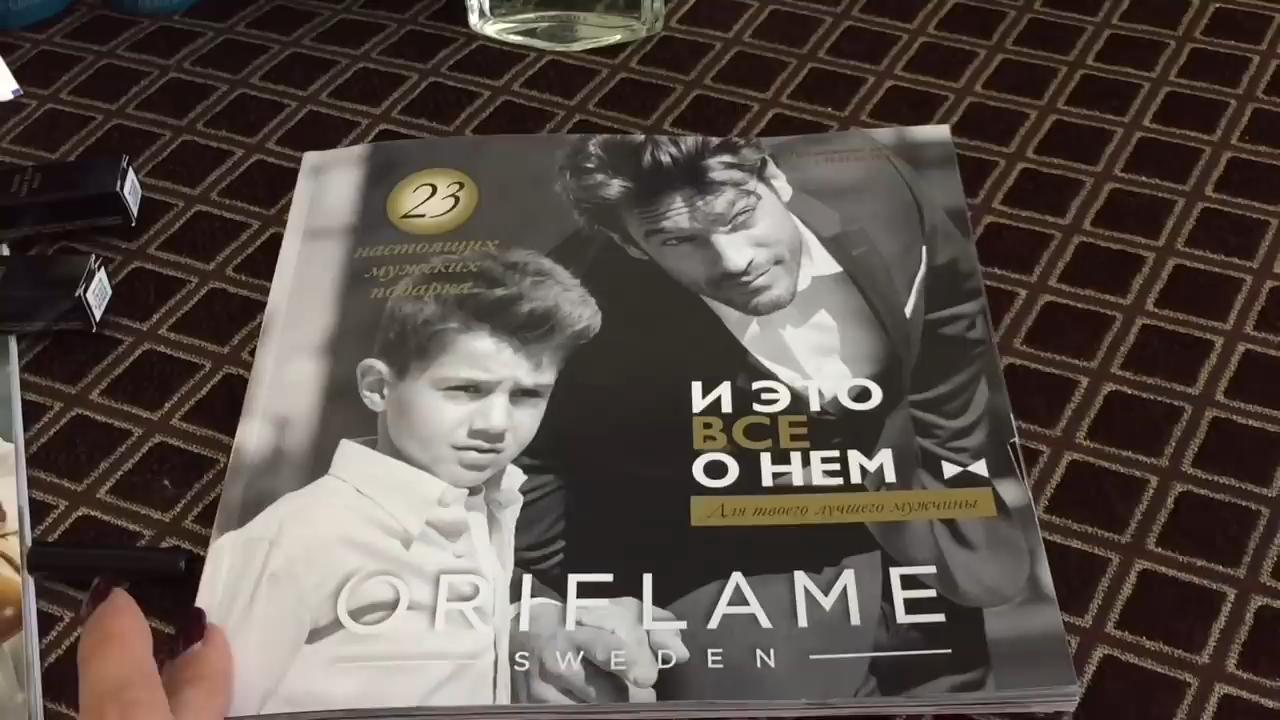 23
настоящих
мужских
подарка
И ЭТО
ВСЕ
О НЕМ
Для твоего лучшего мужчины
ORIFLAME
SWEDEN